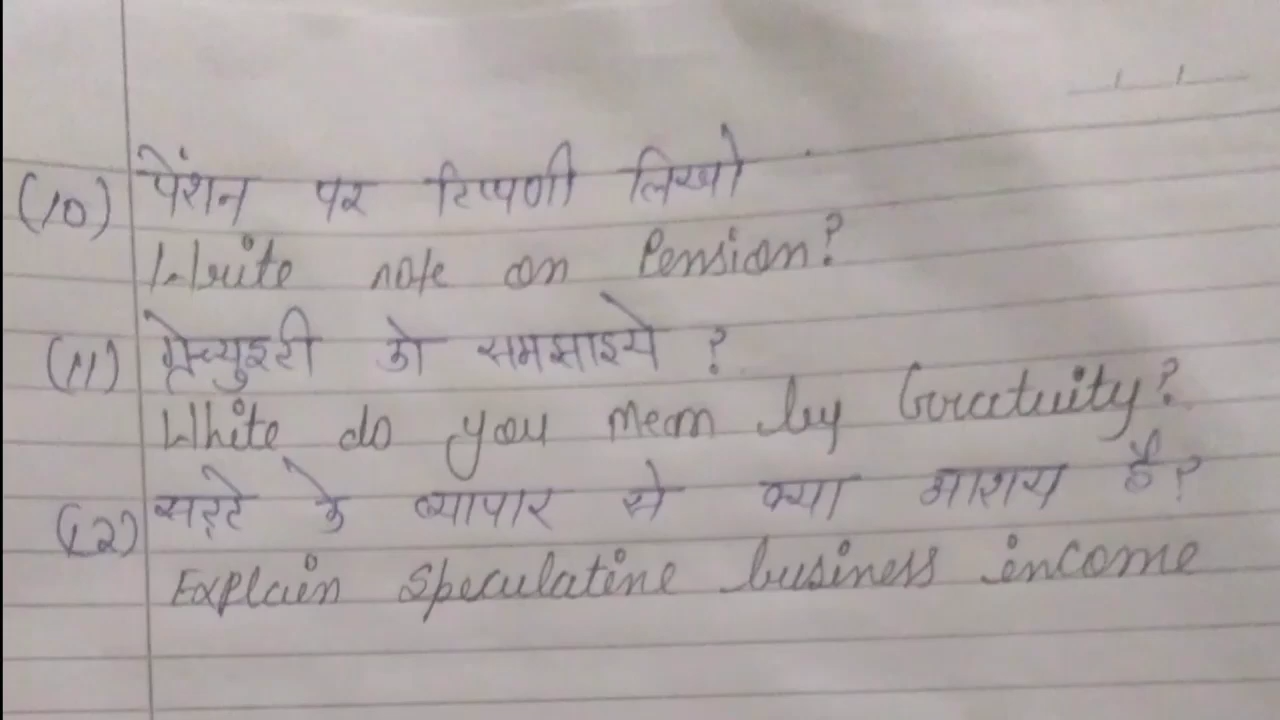 (10) पेंशन पर टिप्पणी लिखो
Write note on Pension?
(11) ग्रेच्युइटी को समझाइये ?
White do you mean by Gratuity?
(12) सट्टे के व्यापार से क्या आशय है?
Explain Speculatine business income